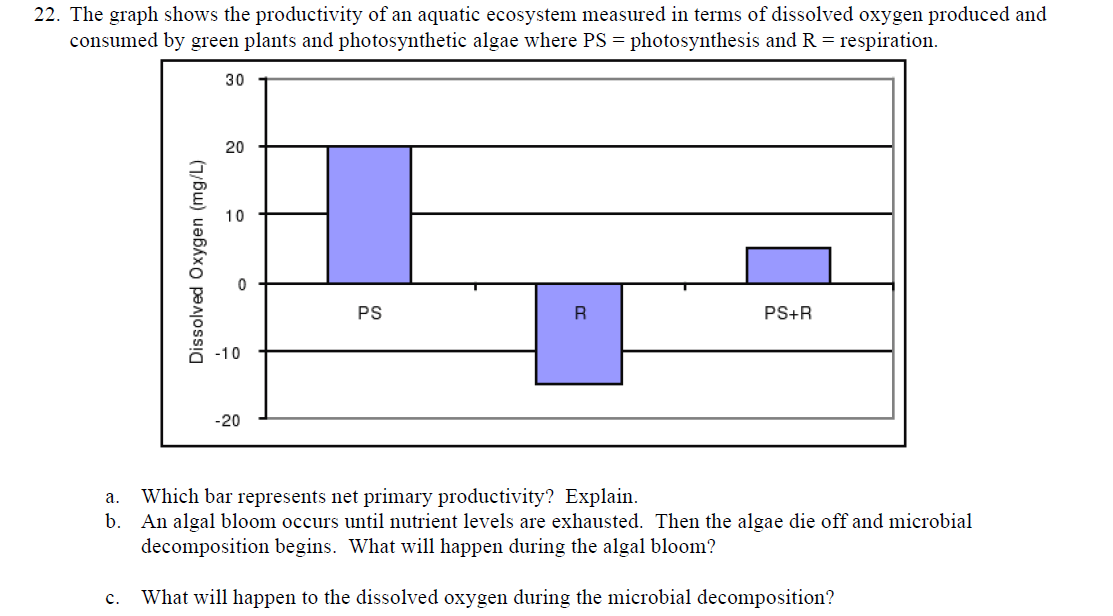 22. The graph shows the productivity of an aquatic ecosystem measured in terms of dissolved oxygen produced and
consumed by green plants and photosynthetic algae where PS = photosynthesis and R = respiration.
30
20
10
0
-10
-20
Dissolved Oxygen (mg/L)
PS
R
PS+R
a. Which bar represents net primary productivity? Explain.
b. An algal bloom occurs until nutrient levels are exhausted. Then the algae die off and microbial
decomposition begins. What will happen during the algal bloom?
c. What will happen to the dissolved oxygen during the microbial decomposition?